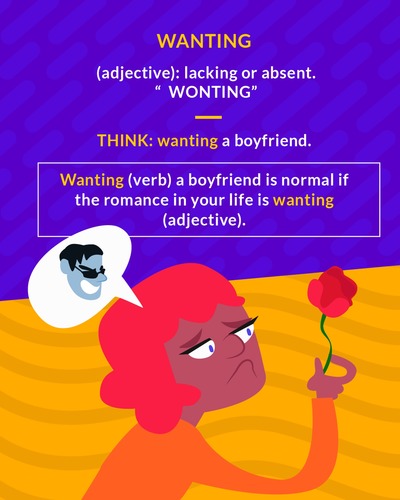 WANTING
(adjective): lacking or absent.
“ WONTING”
THINK: wanting a boyfriend.
Wanting (verb) a boyfriend is normal if
the romance in your life is wanting
(adjective).